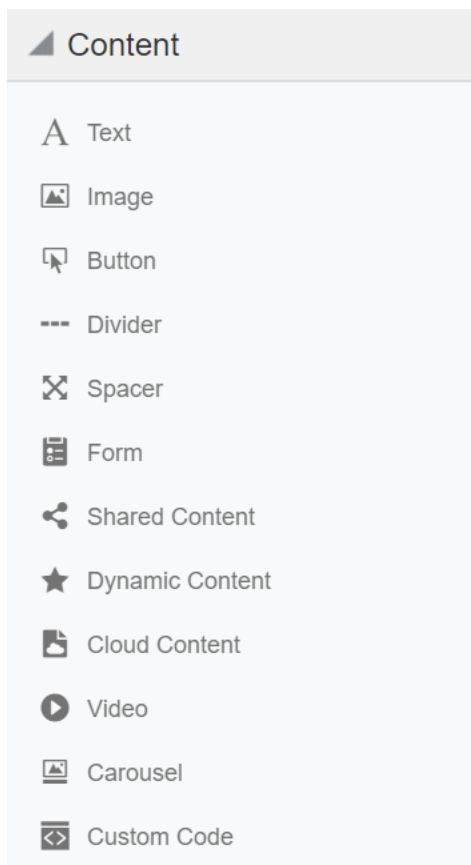 Content
Text
Image
Button
Divider
Spacer
Form
Shared Content
Dynamic Content
Cloud Content
Video
Carousel
Custom Code